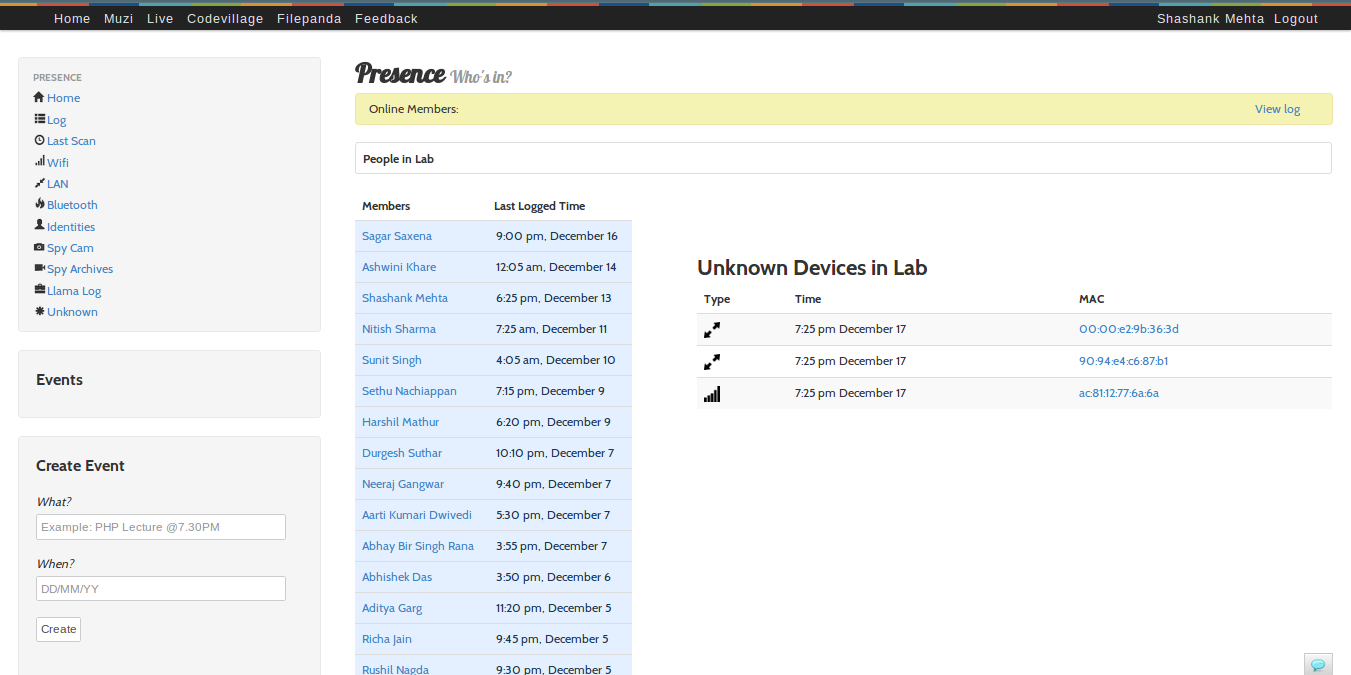 Home Muzi Live Codevillage Filepanda Feedback Shashank Mehta Logout
PRESENCE
Home
Log
Last Scan
Wifi
LAN
Bluetooth
Identities
Spy Cam
Spy Archives
Llama Log
Unknown
Events
Create Event
What?
Example: PHP Lecture @7.30PM
When?
DD/MM/YY
Create
Presence Who's in?
Online Members: View log
People in Lab
Members Last Logged Time
Sagar Saxena 9:00 pm, December 16
Ashwini Khare 12:05 am, December 14
Shashank Mehta 6:25 pm, December 13
Nitish Sharma 7:25 am, December 11
Sunit Singh 4:05 am, December 10
Sethu Nachiappan 7:15 pm, December 9
Harshil Mathur 6:20 pm, December 9
Durgesh Suthar 10:10 pm, December 7
Neeraj Gangwar 9:40 pm, December 7
Aarti Kumari Dwivedi 5:30 pm, December 7
Abhay Bir Singh Rana 3:55 pm, December 7
Abhishek Das 3:50 pm, December 6
Aditya Garg 11:20 pm, December 5
Richa Jain 9:45 pm, December 5
Rushil Nagda 9:30 pm, December 5
Unknown Devices in Lab
Type Time MAC
7:25 pm December 17 00:00:e2:9b:36:3d
7:25 pm December 17 90:94:e4:c6:87:b1
7:25 pm December 17 ac:81:12:77:6a:6a